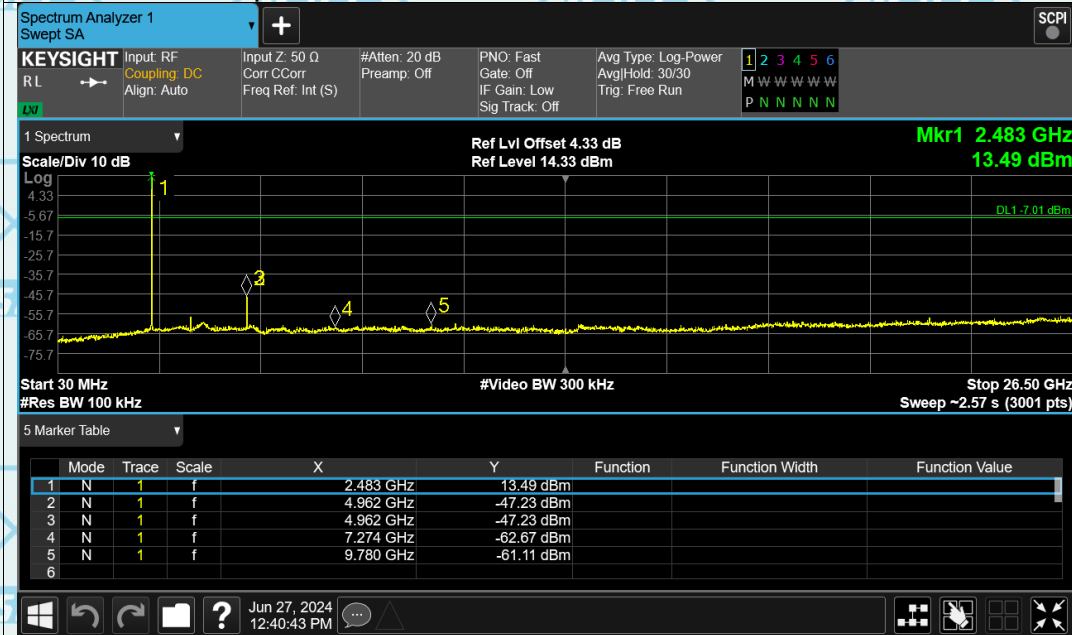 Spectrum Analyzer 1
Swept SA
+
SCPI
KEYSIGHT
RL
LXI
Input: RF
Coupling: DC
Align: Auto
Input Z: 50 Ω
Corr CCorr
Freq Ref: Int (S)
#Atten: 20 dB
Preamp: Off
PNO: Fast
Gate: Off
IF Gain: Low
Sig Track: Off
Avg Type: Log-Power
Avg|Hold: 30/30
Trig: Free Run
1 2 3 4 5 6
M W W W W W
P N N N N N
1 Spectrum
Scale/Div 10 dB
Log
Ref Lvl Offset 4.33 dB
Ref Level 14.33 dBm
Mkr1 2.483 GHz
13.49 dBm
4.33
-5.67
-15.7
-25.7
-35.7
-45.7
-55.7
-65.7
-75.7
DL1 -7.01 dBm
1
4
5
Start 30 MHz
#Res BW 100 kHz
#Video BW 300 kHz
Stop 26.50 GHz
Sweep ~2.57 s (3001 pts)
5 Marker Table
Mode Trace Scale X Y Function Function Width Function Value
1 N 1 f 2.483 GHz 13.49 dBm
2 N 1 f 4.962 GHz -47.23 dBm
3 N 1 f 4.962 GHz -47.23 dBm
4 N 1 f 7.274 GHz -62.67 dBm
5 N 1 f 9.780 GHz -61.11 dBm
6
?
Jun 27, 2024
12:40:43 PM